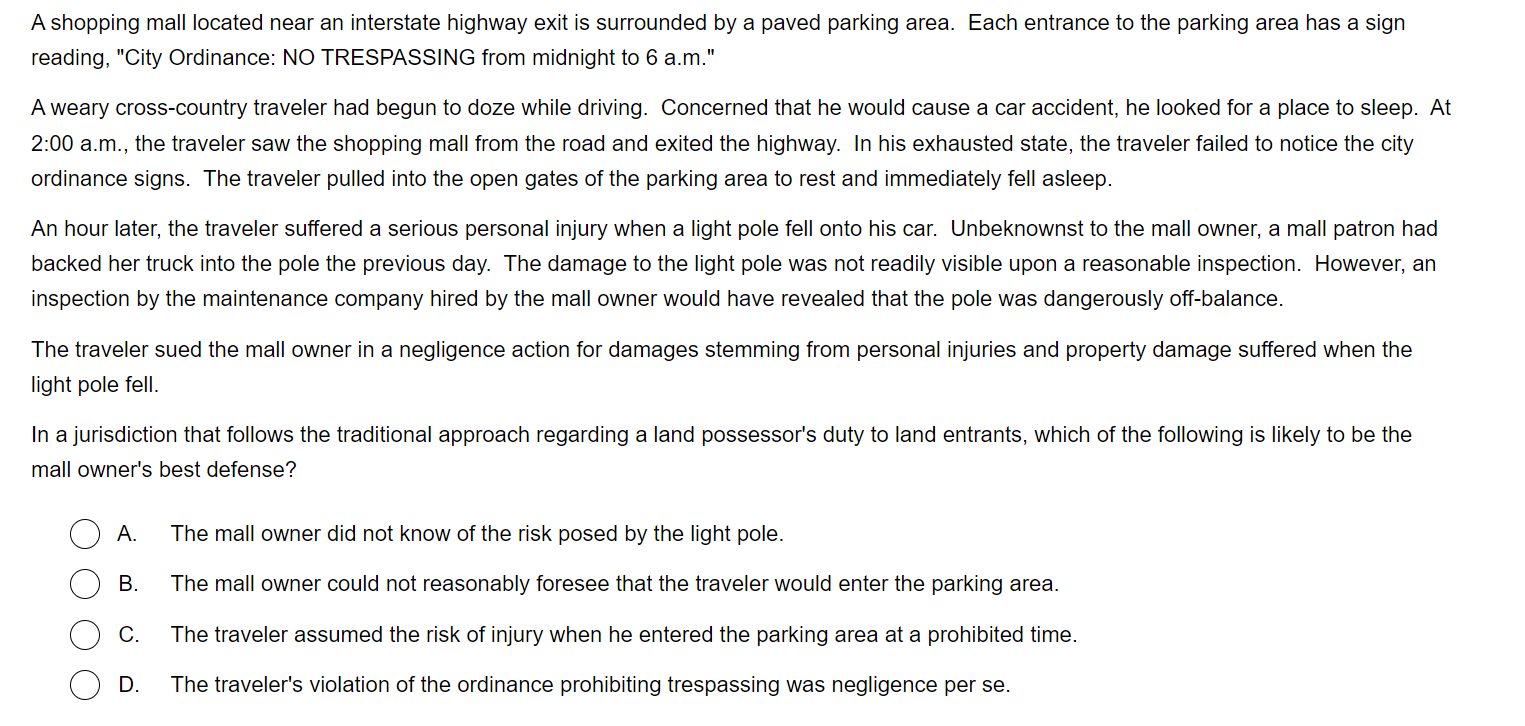 A shopping mall located near an interstate highway exit is surrounded by a paved parking area.  Each entrance to the parking area has a sign
reading, "City Ordinance: NO TRESPASSING from midnight to 6 a.m."
A weary cross-country traveler had begun to doze while driving.  Concerned that he would cause a car accident, he looked for a place to sleep.  At
2:00 a.m., the traveler saw the shopping mall from the road and exited the highway.  In his exhausted state, the traveler failed to notice the city
ordinance signs.  The traveler pulled into the open gates of the parking area to rest and immediately fell asleep.
An hour later, the traveler suffered a serious personal injury when a light pole fell onto his car.  Unbeknownst to the mall owner, a mall patron had
backed her truck into the pole the previous day.  The damage to the light pole was not readily visible upon a reasonable inspection.  However, an
inspection by the maintenance company hired by the mall owner would have revealed that the pole was dangerously off-balance.
The traveler sued the mall owner in a negligence action for damages stemming from personal injuries and property damage suffered when the
light pole fell.
In a jurisdiction that follows the traditional approach regarding a land possessor's duty to land entrants, which of the following is likely to be the
mall owner's best defense?
A. The mall owner did not know of the risk posed by the light pole.
B. The mall owner could not reasonably foresee that the traveler would enter the parking area.
C. The traveler assumed the risk of injury when he entered the parking area at a prohibited time.
D. The traveler's violation of the ordinance prohibiting trespassing was negligence per se.